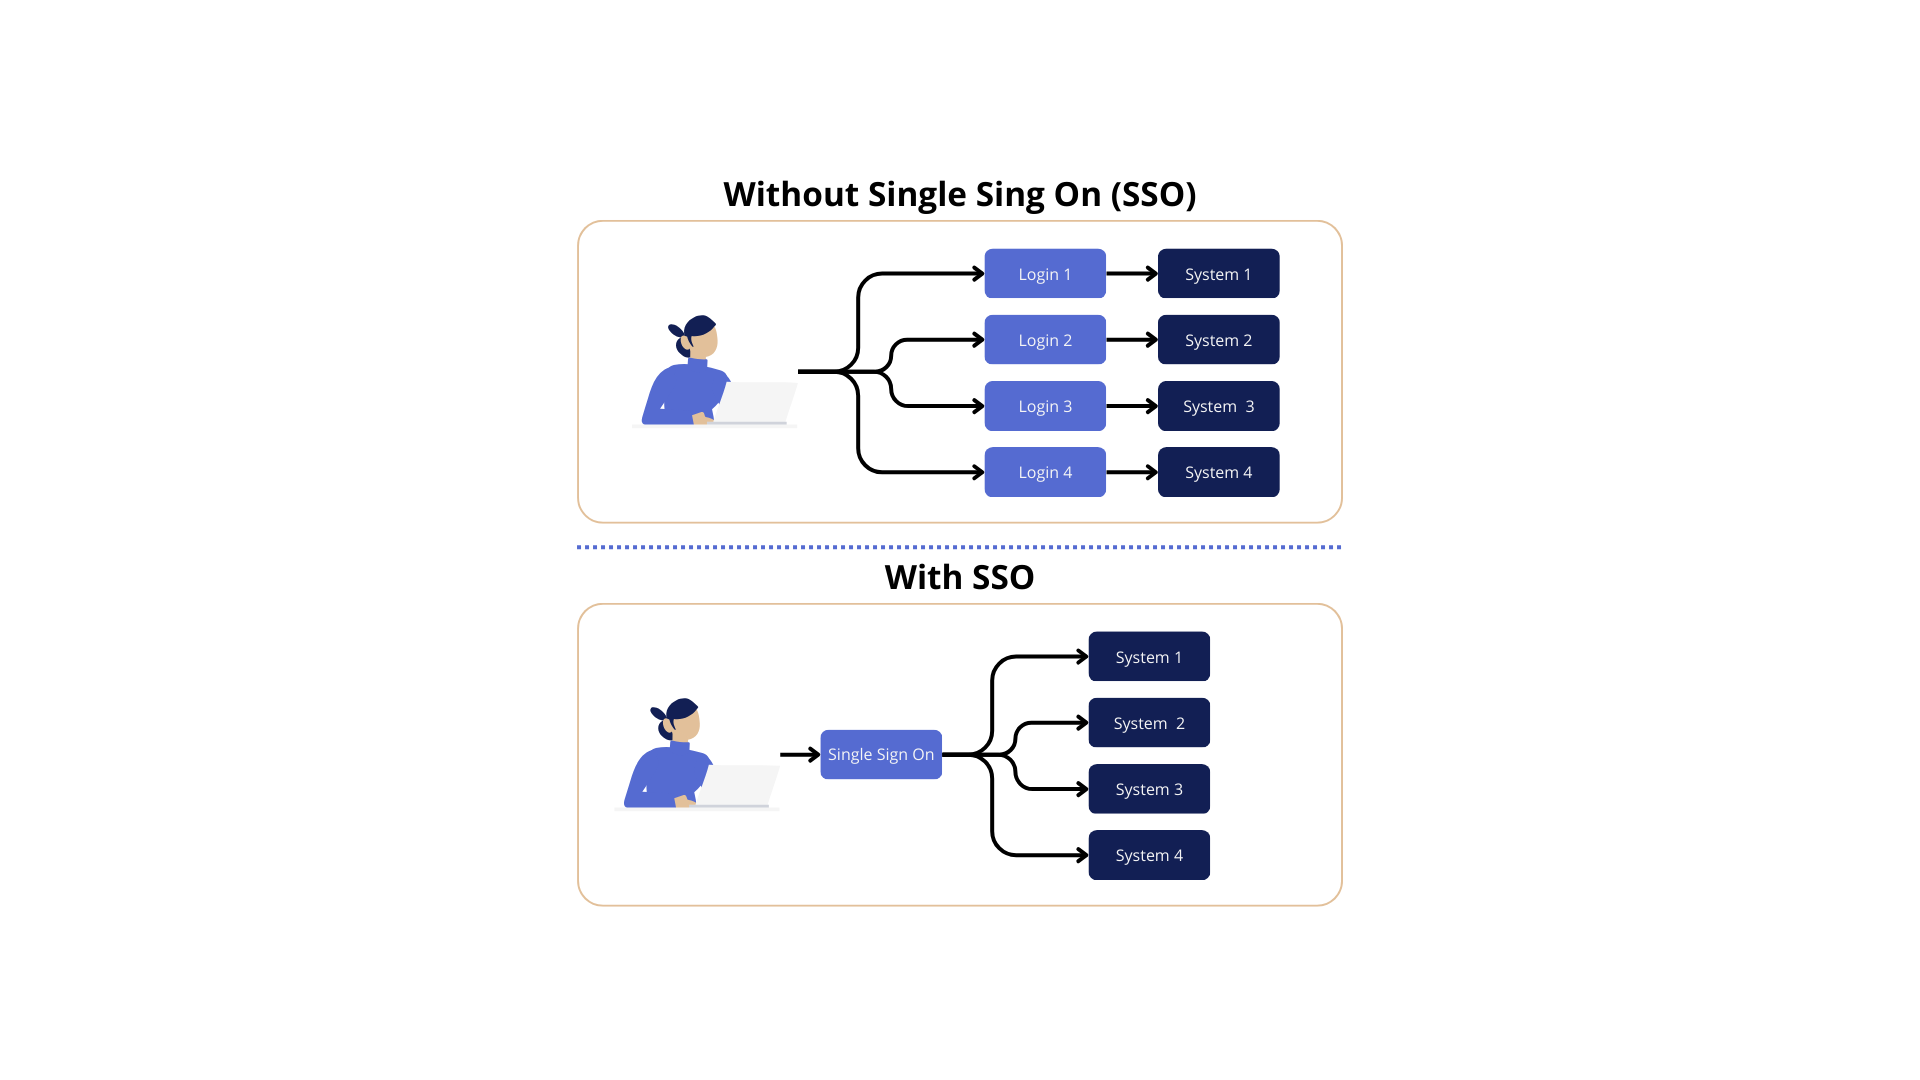 Without Single Sing On (SSO)
Login 1
System 1
Login 2
System 2
Login 3
System  3
Login 4
System 4
With SSO
Single Sign On
System 1
System  2
System 3
System 4